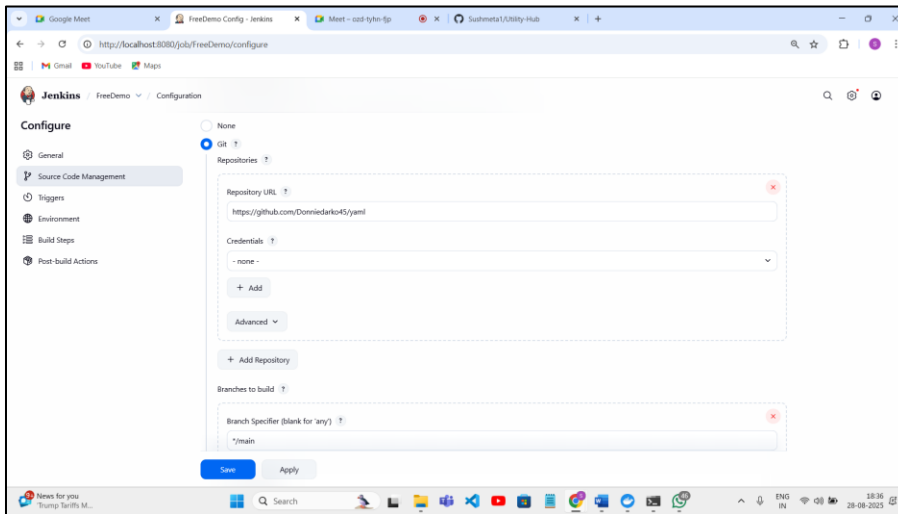 Google Meet
FreeDemo Config - Jenkins
Meet – ozd-tyhn-fjp
Sushmeta1/Utility-Hub
http://localhost:8080/job/FreeDemo/configure
S
Gmail
YouTube
Maps
Jenkins / FreeDemo / Configuration
Configure
General
Source Code Management
Triggers
Environment
Build Steps
Post-build Actions
None
Git ?
Repositories ?
Repository URL ?
https://github.com/Donniedarko45/yaml
Credentials ?
- none -
+ Add
Advanced
+ Add Repository
Branches to build ?
Branch Specifier (blank for 'any') ?
*/main
Save
Apply
News for you
'Trump Tariffs M...
Search
ENG
IN
18:36
28-08-2025